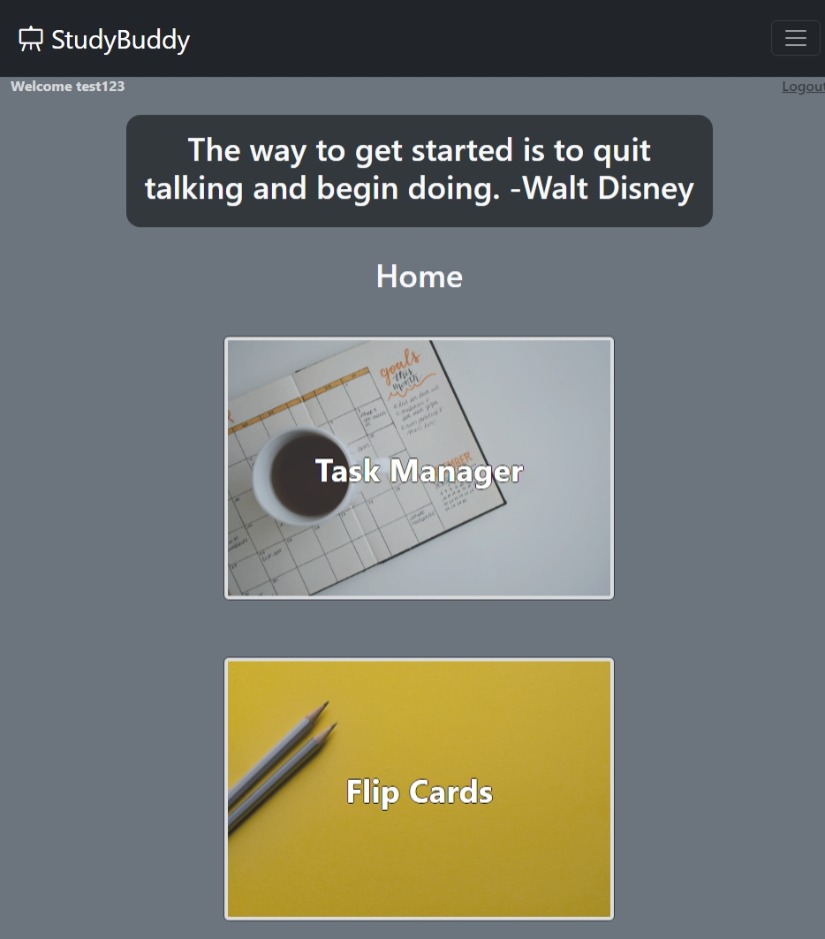 StudyBuddy
Welcome test123
Logout
The way to get started is to quit
talking and begin doing. -Walt Disney
Home
goals
this
month
Task Manager
Flip Cards